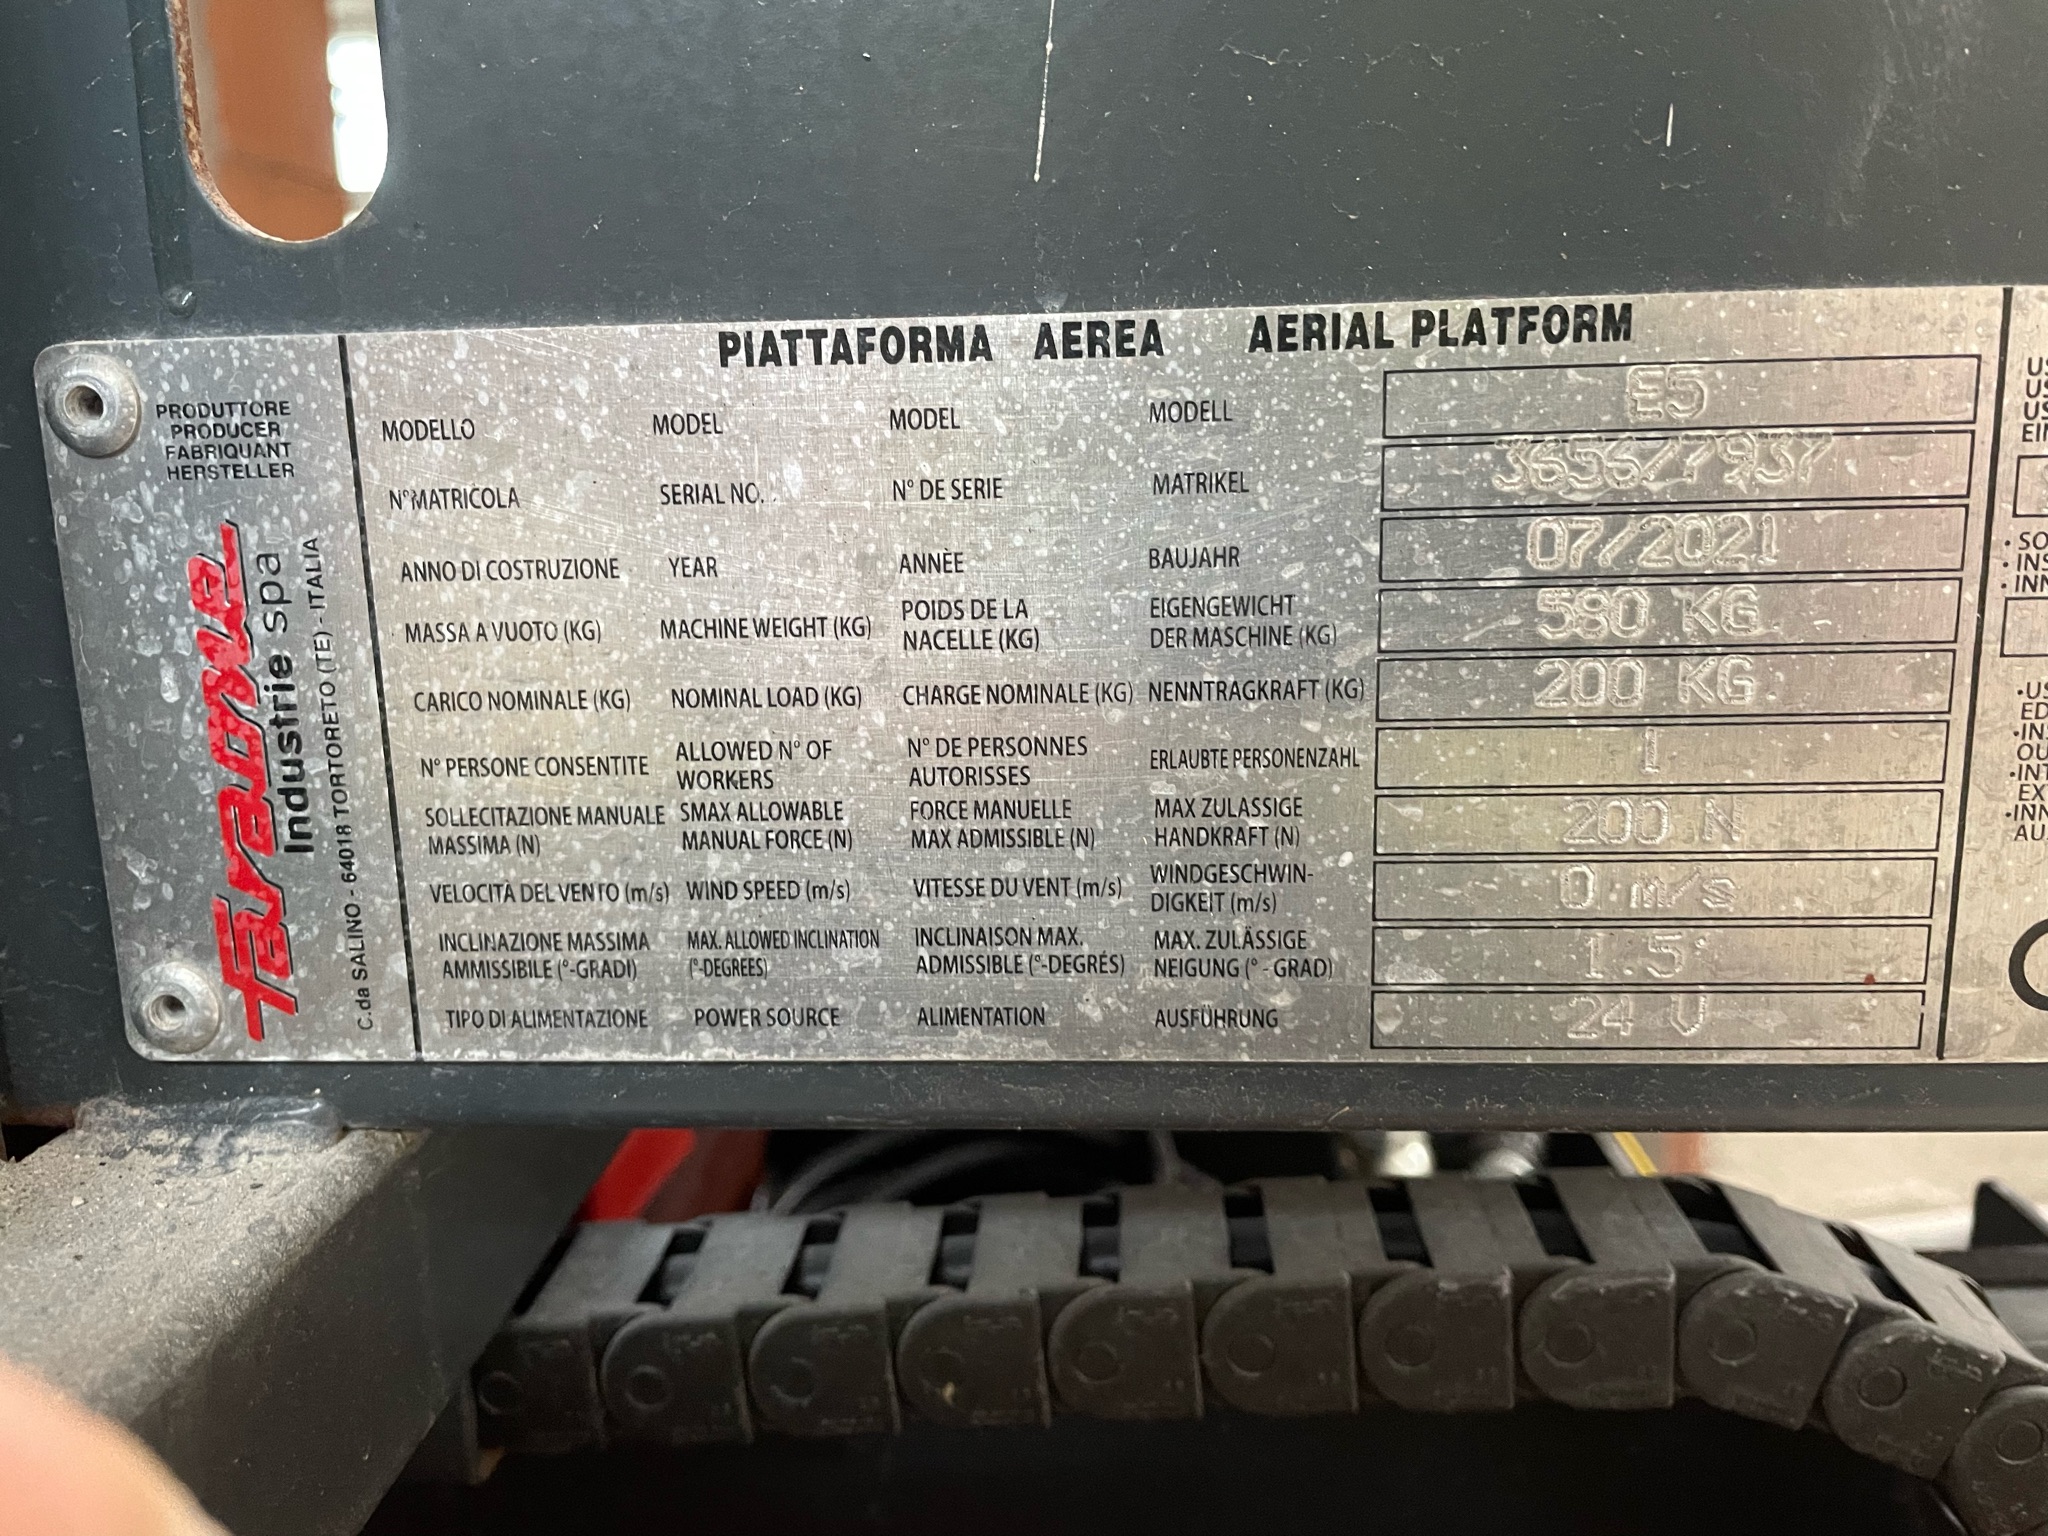 PIATTAFORMA AEREA AERIAL PLATFORM
PRODUTTORE
PRODUCER
FABRIQUANT
HERSTELLER
Faraone
Industrie spa
C.da SALINO - 64018 TORTORETO (TE) - ITALIA
MODELLO MODEL MODEL MODELL E5
N° MATRICOLA SERIAL NO. N° DE SERIE MATRIKEL 365627937
ANNO DI COSTRUZIONE YEAR ANNÈE BAUJAHR 07/2021
MASSA A VUOTO (KG) MACHINE WEIGHT (KG) POIDS DE LA NACELLE (KG) EIGENGEWICHT DER MASCHINE (KG) 580 KG
CARICO NOMINALE (KG) NOMINAL LOAD (KG) CHARGE NOMINALE (KG) NENNTRAGKRAFT (KG) 200 KG
N° PERSONE CONSENTITE ALLOWED N° OF WORKERS N° DE PERSONNES AUTORISSES ERLAUBTE PERSONENZAHL 1
SOLLECITAZIONE MANUALE MASSIMA (N) SMAX ALLOWABLE MANUAL FORCE (N) FORCE MANUELLE MAX ADMISSIBLE (N) MAX ZULASSIGE HANDKRAFT (N) 200 N
VELOCITÀ DEL VENTO (m/s) WIND SPEED (m/s) VITESSE DU VENT (m/s) WINDGESCHWIN-DIGKEIT (m/s) 0 m/s
INCLINAZIONE MASSIMA AMMISSIBILE (°-GRADI) MAX. ALLOWED INCLINATION (°-DEGREES) INCLINAISON MAX. ADMISSIBLE (°-DEGRÉS) MAX. ZULÄSSIGE NEIGUNG (° - GRAD) 1.5°
TIPO DI ALIMENTAZIONE POWER SOURCE ALIMENTATION AUSFÜHRUNG 24 V